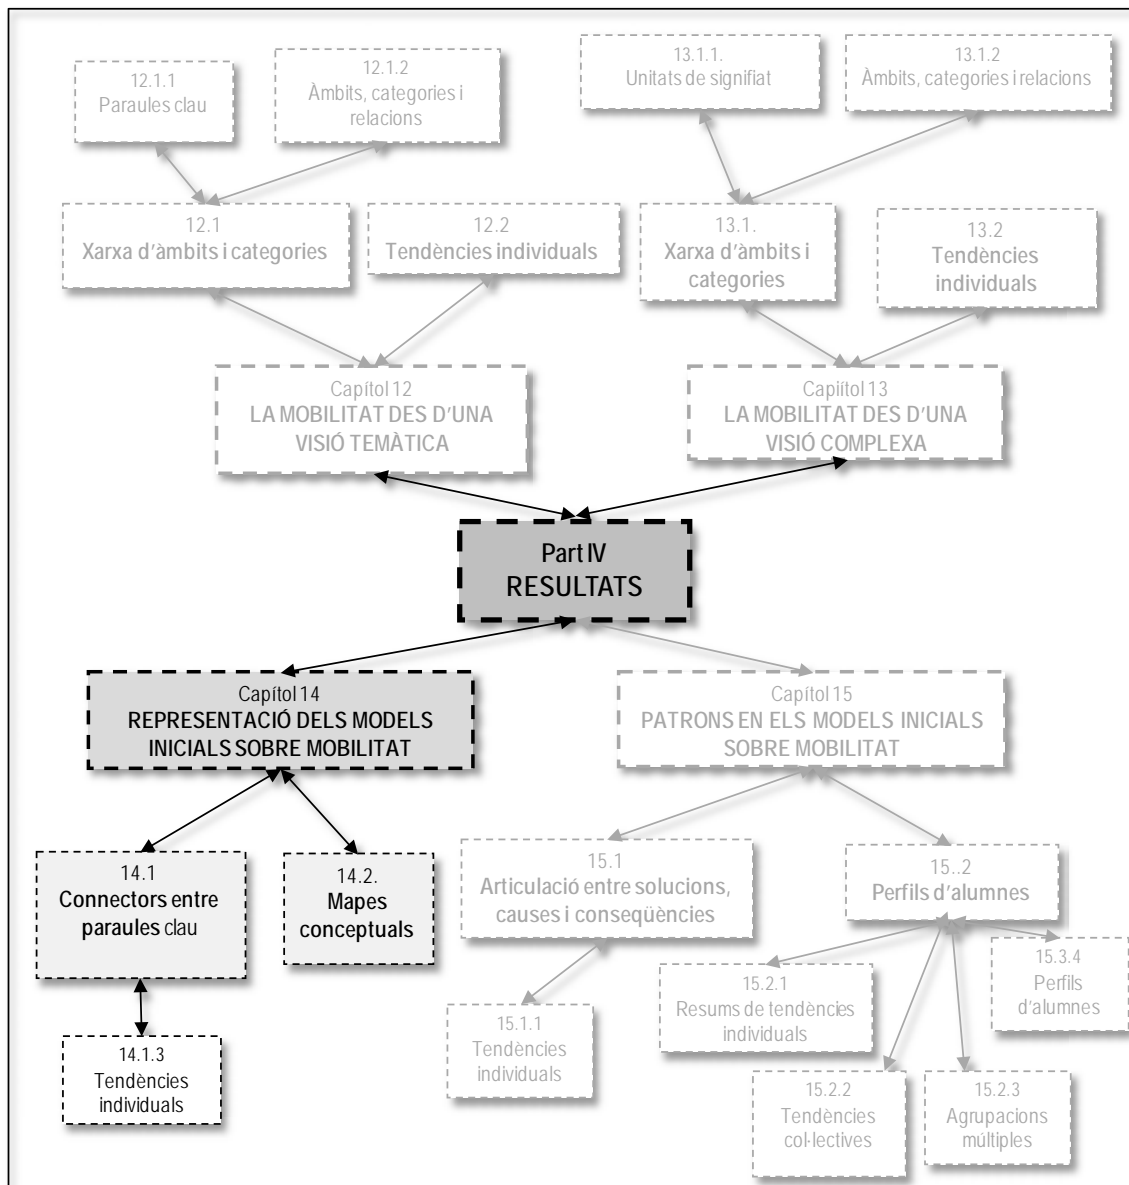 12.1.1
Paraules clau
12.1.2
Àmbits, categories i
relacions
13.1.1.
Unitats de signifiat
13.1.2
Àmbits, categories i relacions
12.1
Xarxa d'àmbits i categories
12.2
Tendències individuals
13.1.
Xarxa d'àmbits i
categories
13.2
Tendències
individuals
Capítol 12
LA MOBILITAT DES D'UNA
VISIÓ TEMÀTICA
Capíitol 13
LA MOBILITAT DES D'UNA
VISIÓ COMPLEXA
Part IV
RESULTATS
Capítol 14
REPRESENTACIÓ DELS MODELS
INICIALS SOBRE MOBILITAT
Capítol 15
PATRONS EN ELS MODELS INICIALS
SOBRE MOBILITAT
14.1
Connectors entre
paraules clau
14.2.
Mapes
conceptuals
15.1
Articulació entre solucions,
causes i conseqüències
15..2
Perfils d'alumnes
14.1.3
Tendències
individuals
15.1.1
Tendències
individuals
15.2.1
Resums de tendències
individuals
15.3.4
Perfils
d'alumnes
15.2.2
Tendències
col·lectives
15.2.3
Agrupacions
múltiples